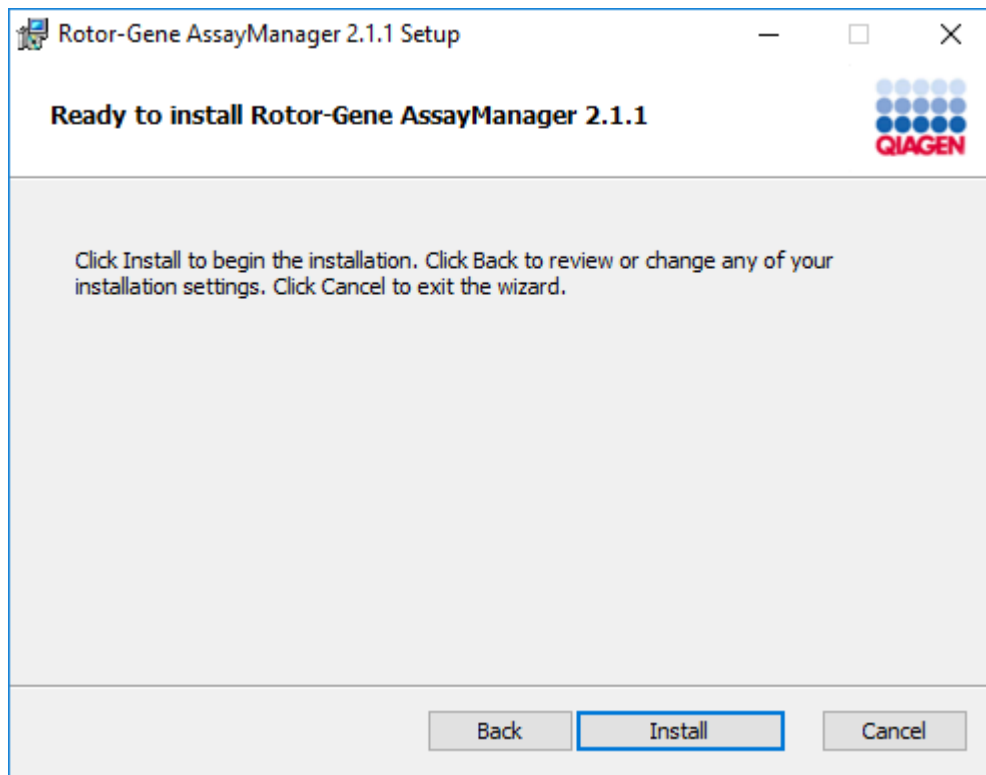 Rotor-Gene AssayManager 2.1.1 Setup
Ready to install Rotor-Gene AssayManager 2.1.1
QIAGEN
Click Install to begin the installation. Click Back to review or change any of your
installation settings. Click Cancel to exit the wizard.
Back
Install
Cancel